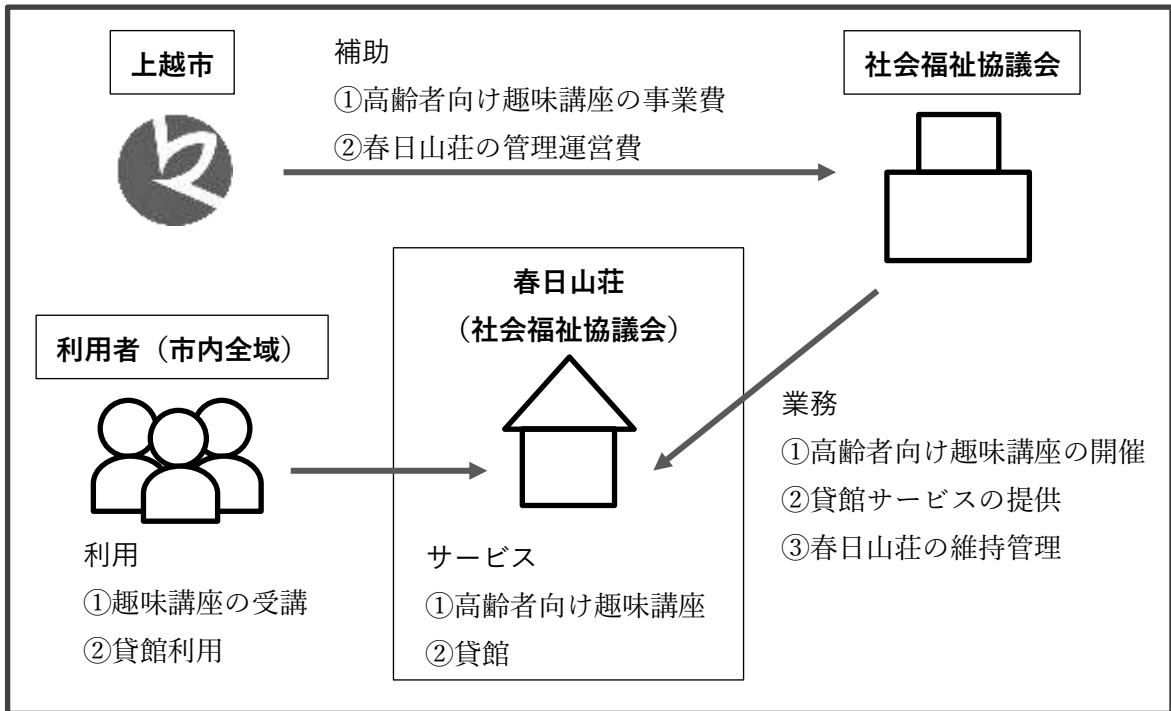 上越市
補助
①高齢者向け趣味講座の事業費
②春日山荘の管理運営費
社会福祉協議会
利用者（市内全域）
利用
①趣味講座の受講
②貸館利用
春日山荘
（社会福祉協議会）
サービス
①高齢者向け趣味講座
②貸館
業務
①高齢者向け趣味講座の開催
②貸館サービスの提供
③春日山荘の維持管理